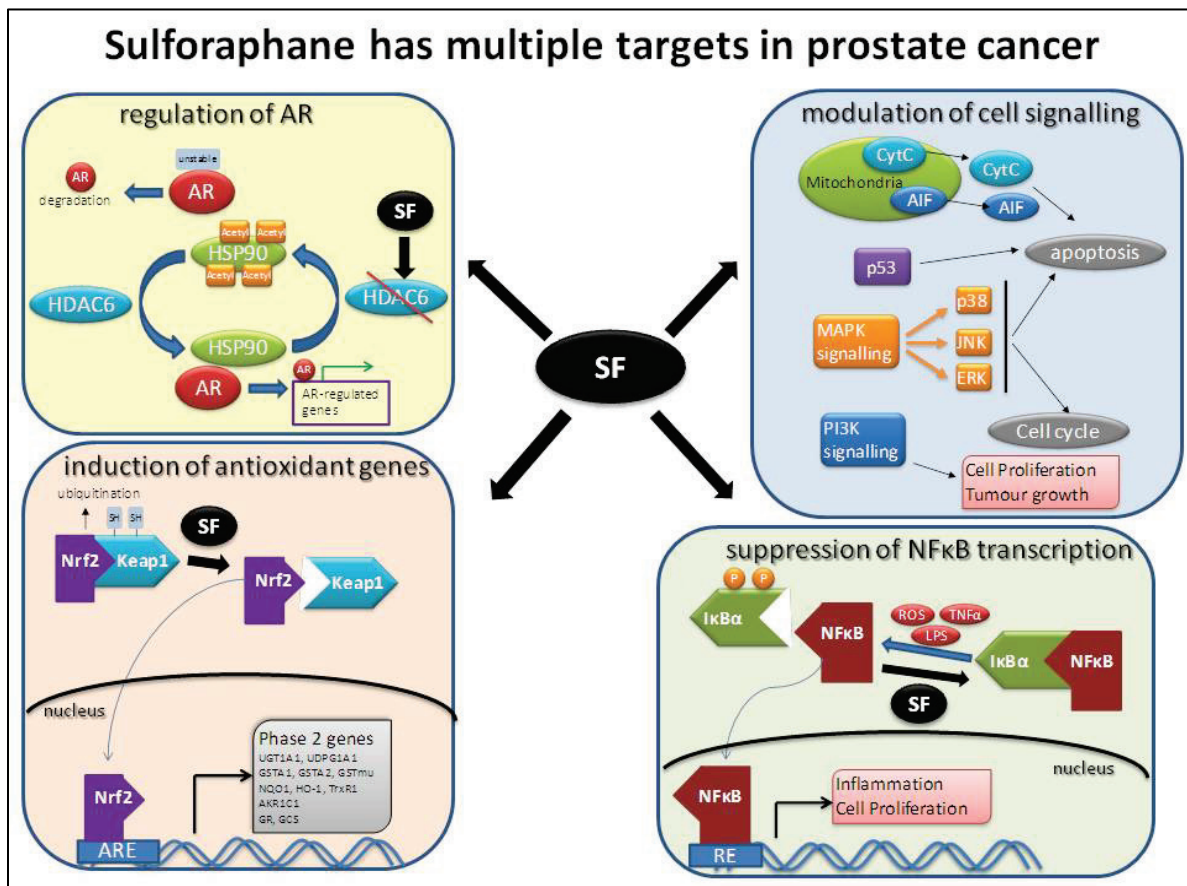 Sulforaphane has multiple targets in prostate cancer
regulation of AR
unstable
AR
degradation
AR
SF
Acetyl Acetyl
HSP90
Acetyl Acetyl
HDAC6
HDAC6
HSP90
AR
AR
AR-regulated
genes
modulation of cell signalling
CytC
CytC
Mitochondria
AIF
AIF
p53
apoptosis
MAPK
signalling
p38
JNK
ERK
PI3K
signalling
Cell cycle
Cell Proliferation
Tumour growth
SF
induction of antioxidant genes
ubiquitination
SH SH
SF
Nrf2
Keap1
Nrf2
Keap1
nucleus
Phase 2 genes
UGT1A1, UDPG1A1
GSTA1, GSTA2, GSTmu
NQO1, HO-1, TrxR1
AKR1C1
GR, GCS
Nrf2
ARE
suppression of NFκB transcription
P P
IκBα
NFκB
ROS
TNFα
LPS
IκBα
NFκB
SF
nucleus
NFκB
Inflammation
Cell Proliferation
RE